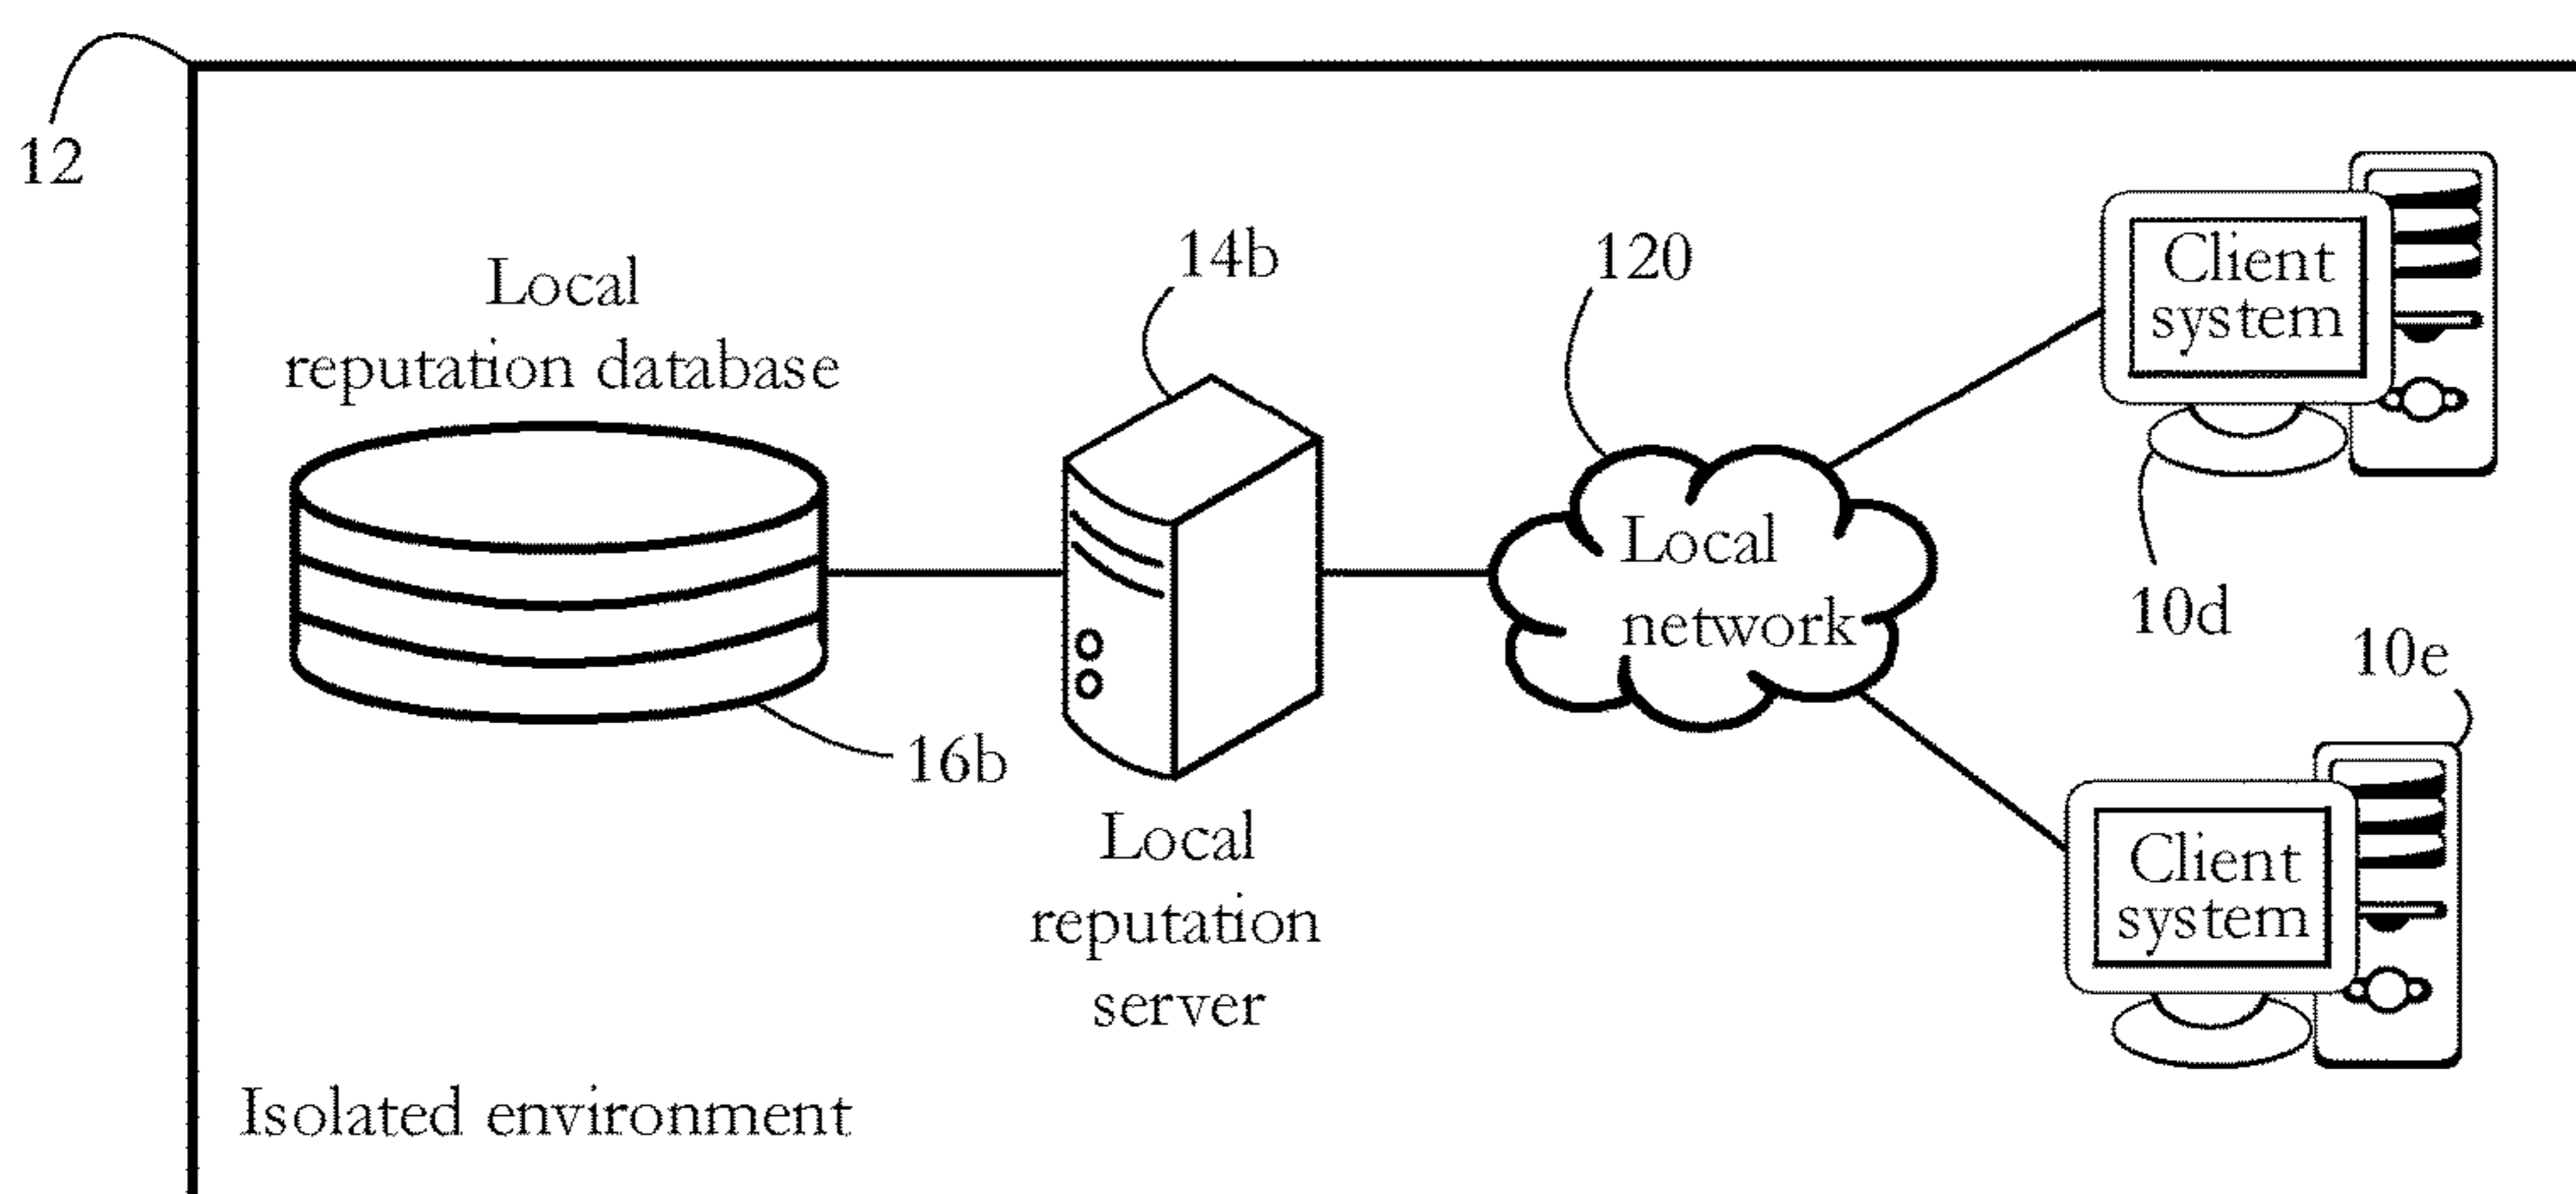 12
Local
reputation database
16b
14b
Local
reputation
server
120
Local
network
Client
system
10d
10e
Client
system
Isolated environment